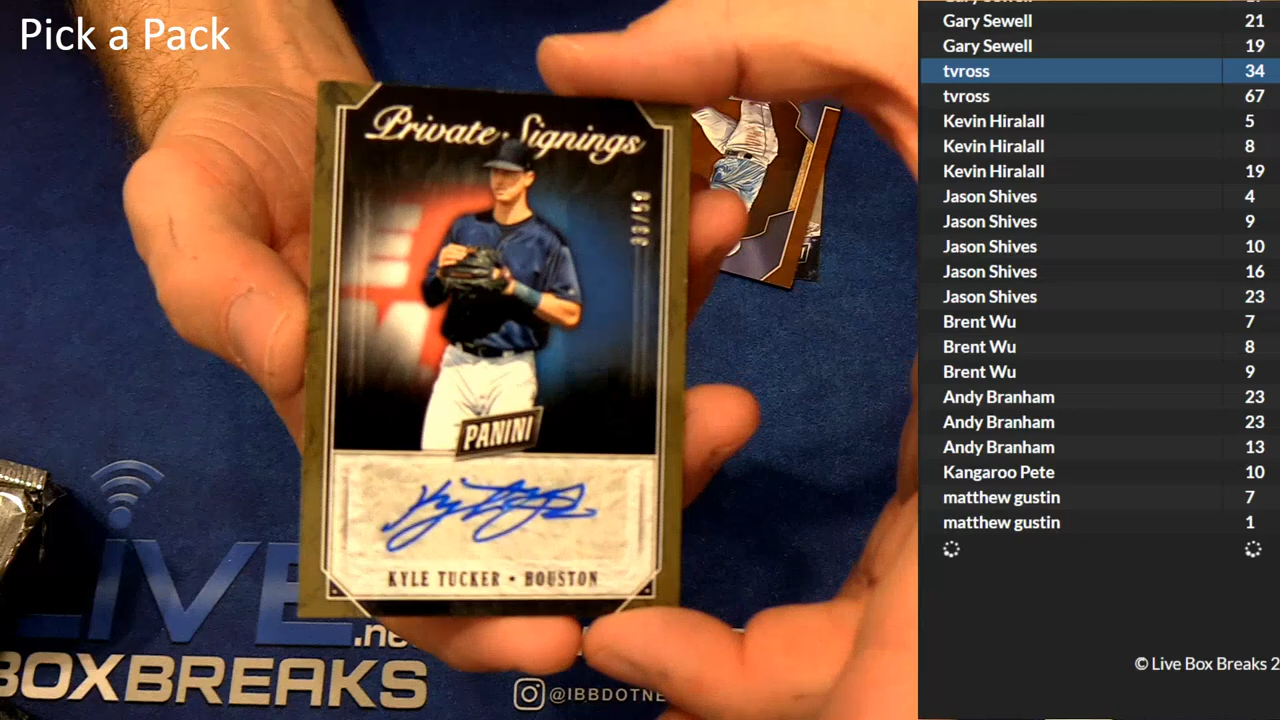 Pick a Pack
Private Signings
PANINI
KYLE TUCKER • HOUSTON
LIVE
.net
BOXBREAKS
@IBBDOTNE
Gary Sewell 21
Gary Sewell 19
tvross 34
tvross 67
Kevin Hiralall 5
Kevin Hiralall 8
Kevin Hiralall 19
Jason Shives 4
Jason Shives 9
Jason Shives 10
Jason Shives 16
Jason Shives 23
Brent Wu 7
Brent Wu 8
Brent Wu 9
Andy Branham 23
Andy Branham 23
Andy Branham 13
Kangaroo Pete 10
matthew gustin 7
matthew gustin 1
© Live Box Breaks 2